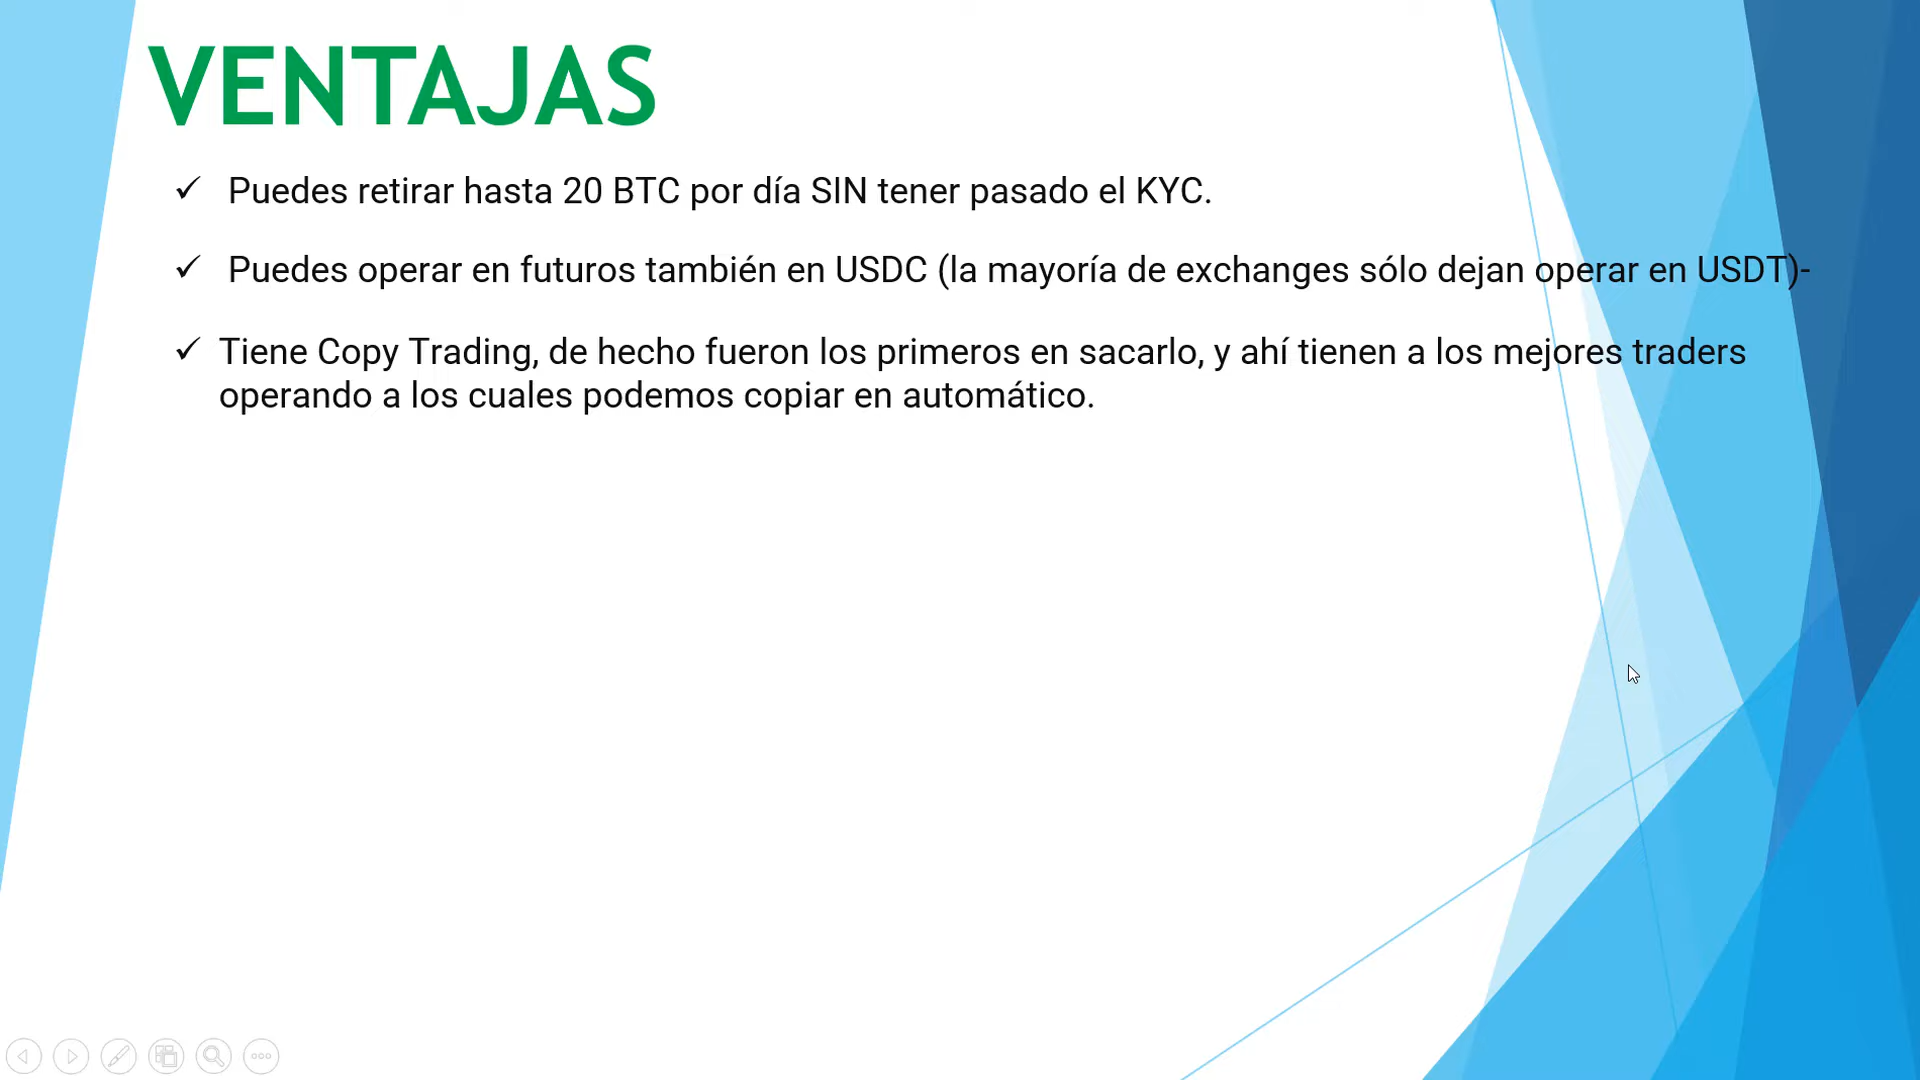 VENTAJAS
✓ Puedes retirar hasta 20 BTC por día SIN tener pasado el KYC.
✓ Puedes operar en futuros también en USDC (la mayoría de exchanges sólo dejan operar en USDT)-
✓ Tiene Copy Trading, de hecho fueron los primeros en sacarlo, y ahí tienen a los mejores traders
operando a los cuales podemos copiar en automático.